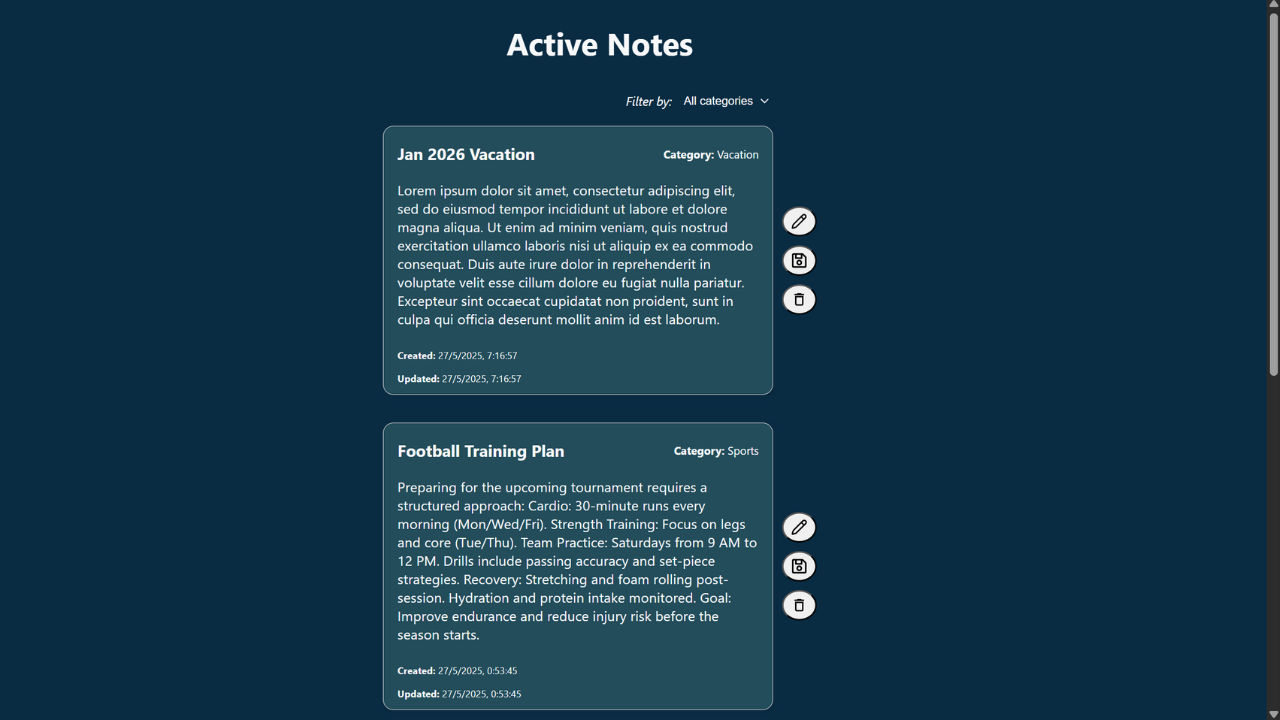 Active Notes
Filter by: All categories
Jan 2026 Vacation
Category: Vacation
Lorem ipsum dolor sit amet, consectetur adipiscing elit,
sed do eiusmod tempor incididunt ut labore et dolore
magna aliqua. Ut enim ad minim veniam, quis nostrud
exercitation ullamco laboris nisi ut aliquip ex ea commodo
consequat. Duis aute irure dolor in reprehenderit in
voluptate velit esse cillum dolore eu fugiat nulla pariatur.
Excepteur sint occaecat cupidatat non proident, sunt in
culpa qui officia deserunt mollit anim id est laborum.
Created: 27/5/2025, 7:16:57
Updated: 27/5/2025, 7:16:57
Football Training Plan
Category: Sports
Preparing for the upcoming tournament requires a
structured approach: Cardio: 30-minute runs every
morning (Mon/Wed/Fri). Strength Training: Focus on legs
and core (Tue/Thu). Team Practice: Saturdays from 9 AM to
12 PM. Drills include passing accuracy and set-piece
strategies. Recovery: Stretching and foam rolling post-
session. Hydration and protein intake monitored. Goal:
Improve endurance and reduce injury risk before the
season starts.
Created: 27/5/2025, 0:53:45
Updated: 27/5/2025, 0:53:45